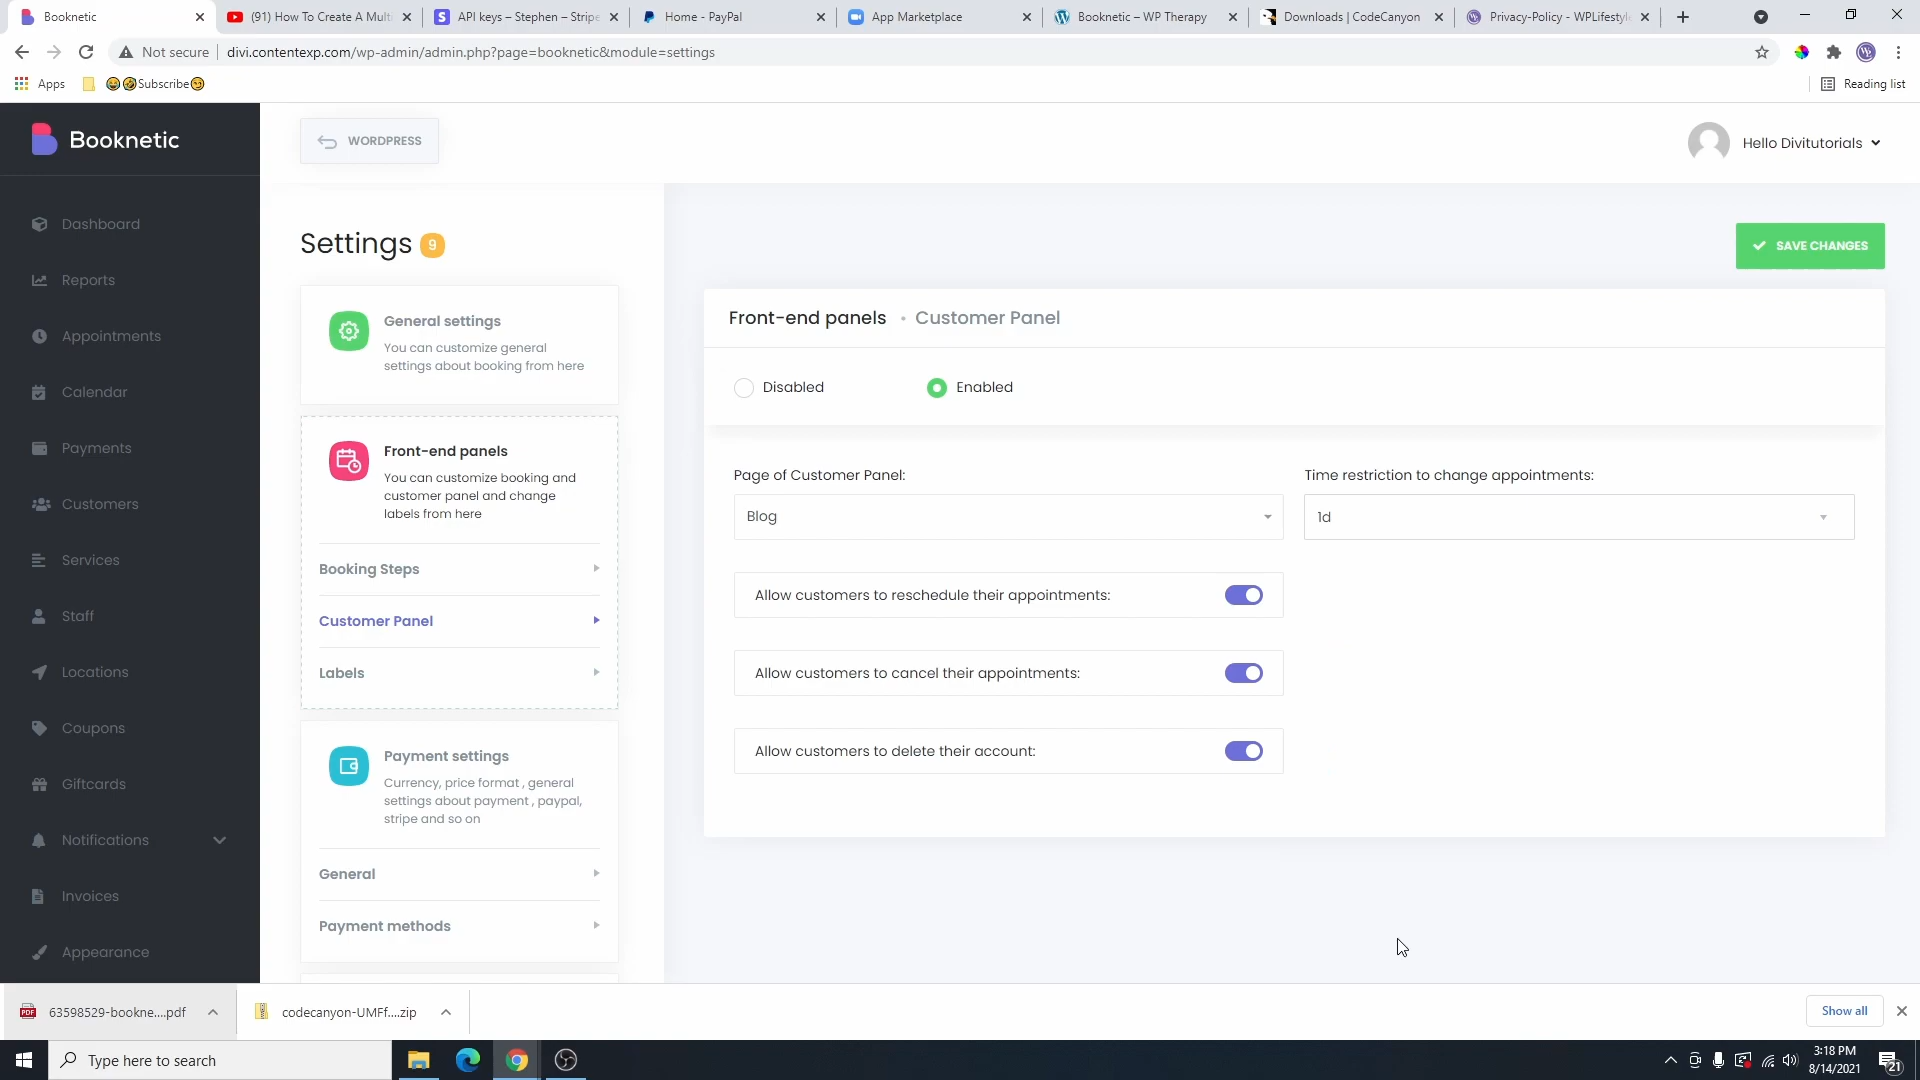 Booknetic
(91) How To Create A Multi
API keys – Stephen – Stripe
Home - PayPal
App Marketplace
Booknetic – WP Therapy
Downloads | CodeCanyon
Privacy-Policy - WPLifestyle
Not secure
divi.contentexp.com/wp-admin/admin.php?page=booknetic&module=settings
Apps
Subscribe
Reading list
Booknetic
WORDPRESS
Hello Divitutorials
Dashboard
Reports
Appointments
Calendar
Payments
Customers
Services
Staff
Locations
Coupons
Giftcards
Notifications
Invoices
Appearance
Settings 9
General settings
You can customize general
settings about booking from here
Front-end panels
You can customize booking and
customer panel and change
labels from here
Booking Steps
Customer Panel
Labels
Payment settings
Currency, price format , general
settings about payment , paypal,
stripe and so on
General
Payment methods
SAVE CHANGES
Front-end panels • Customer Panel
Disabled
Enabled
Page of Customer Panel:
Blog
Time restriction to change appointments:
1d
Allow customers to reschedule their appointments:
Allow customers to cancel their appointments:
Allow customers to delete their account:
63598529-bookne....pdf
codecanyon-UMFf....zip
Show all
Type here to search
3:18 PM
8/14/2021
21